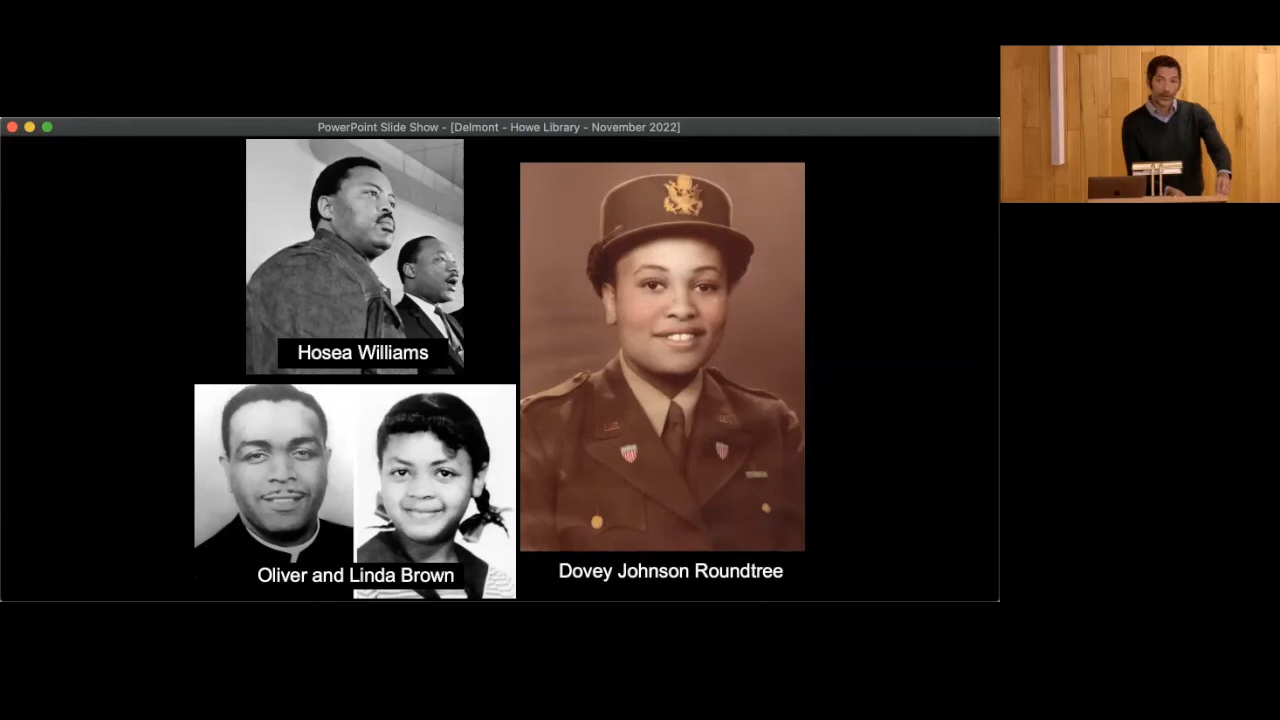 PowerPoint Slide Show - [Delmont - Howe Library - November 2022]
Hosea Williams
Oliver and Linda Brown
Dovey Johnson Roundtree